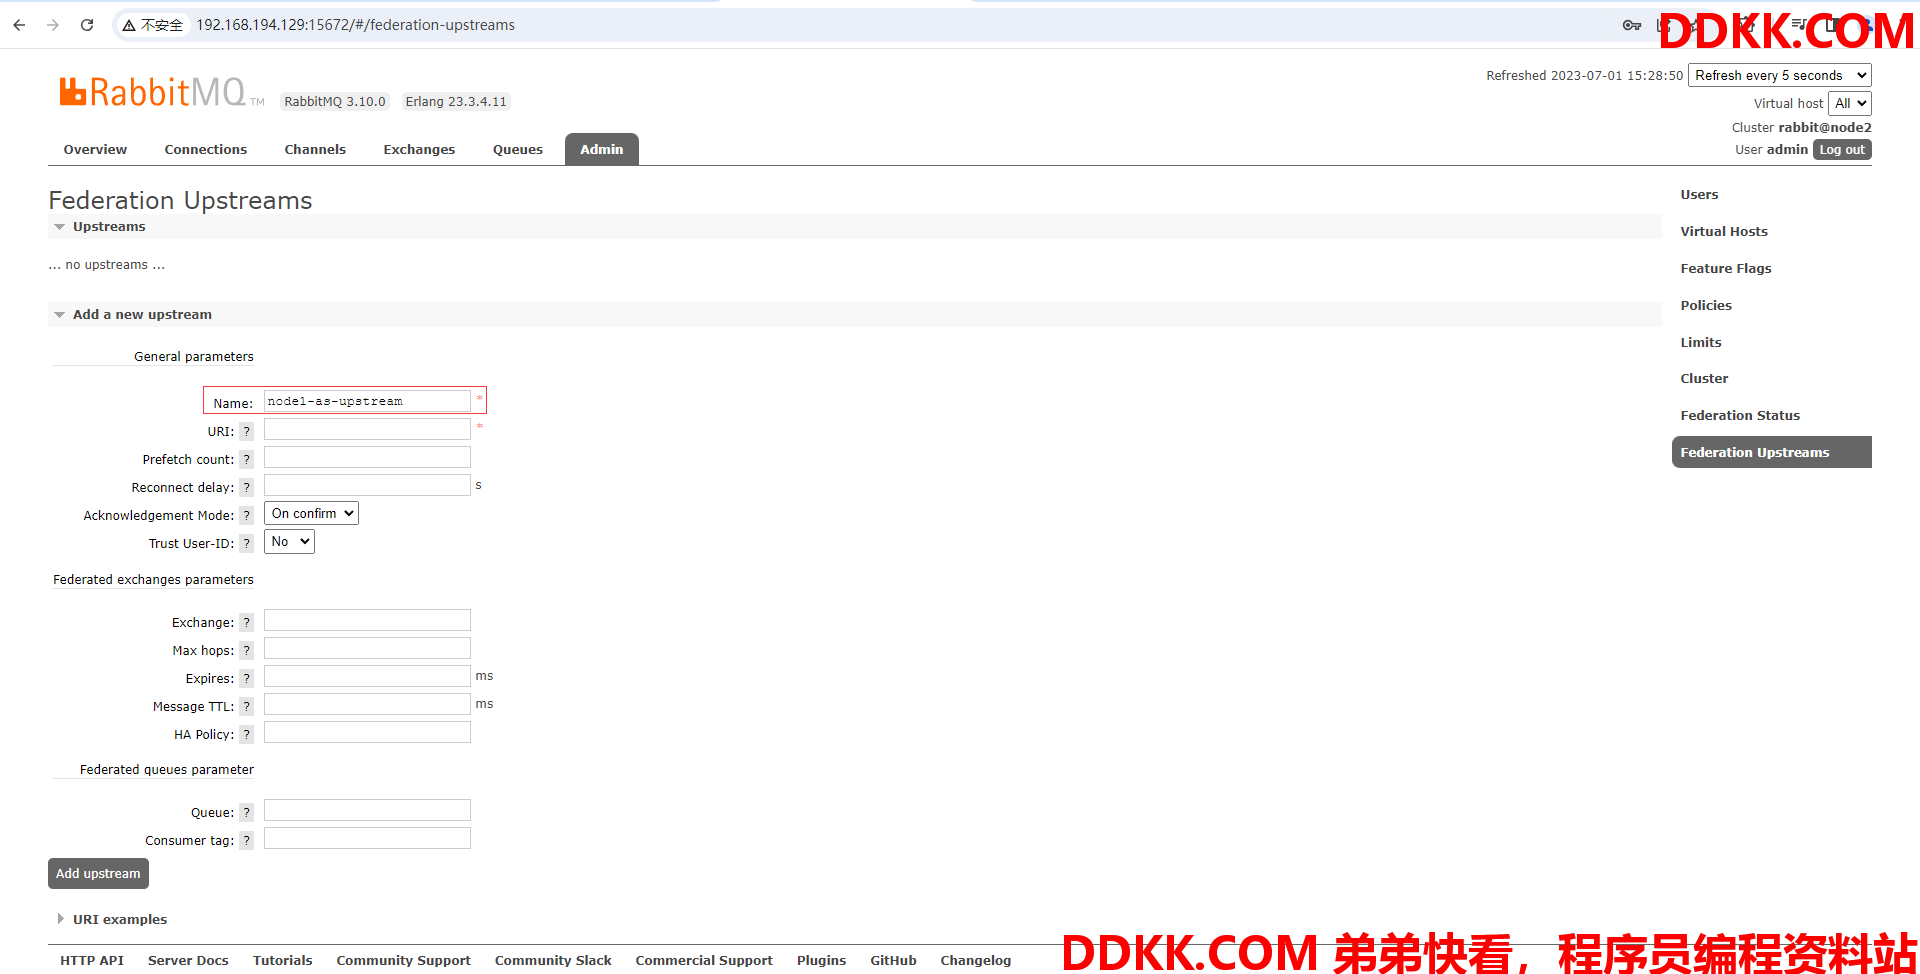 不安全 192.168.194.129:15672/#/federation-upstreams
DDKK.COM
RabbitMQ TM RabbitMQ 3.10.0 Erlang 23.3.4.11
Refreshed 2023-07-01 15:28:50 Refresh every 5 seconds
Virtual host All
Cluster rabbit@node2
User admin Log out
Overview Connections Channels Exchanges Queues Admin
Federation Upstreams
Upstreams
... no upstreams ...
Add a new upstream
General parameters
Name: node1-as-upstream *
URI: ? *
Prefetch count: ?
Reconnect delay: ? s
Acknowledgement Mode: ? On confirm
Trust User-ID: ? No
Federated exchanges parameters
Exchange: ?
Max hops: ?
Expires: ? ms
Message TTL: ? ms
HA Policy: ?
Federated queues parameter
Queue: ?
Consumer tag: ?
Add upstream
URI examples
Users
Virtual Hosts
Feature Flags
Policies
Limits
Cluster
Federation Status
Federation Upstreams
HTTP API Server Docs Tutorials Community Support Community Slack Commercial Support Plugins GitHub Changelog
DDKK.COM 弟弟快看，程序员编程资料站